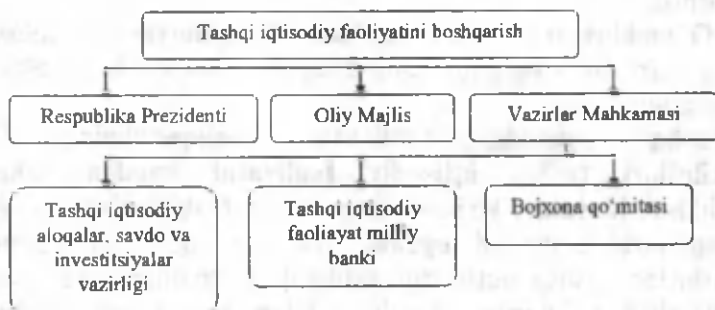 Tashqi iqtisodiy faoliyatini boshqarish
Respublika Prezidenti
Oliy Majlis
Vazirlar Mahkamasi
Tashqi iqtisodiy
aloqalar, savdo va
investitsiyalar
vazirligi
Tashqi iqtisodiy
faoliayat milliy
banki
Bojxona qo‘mitasi